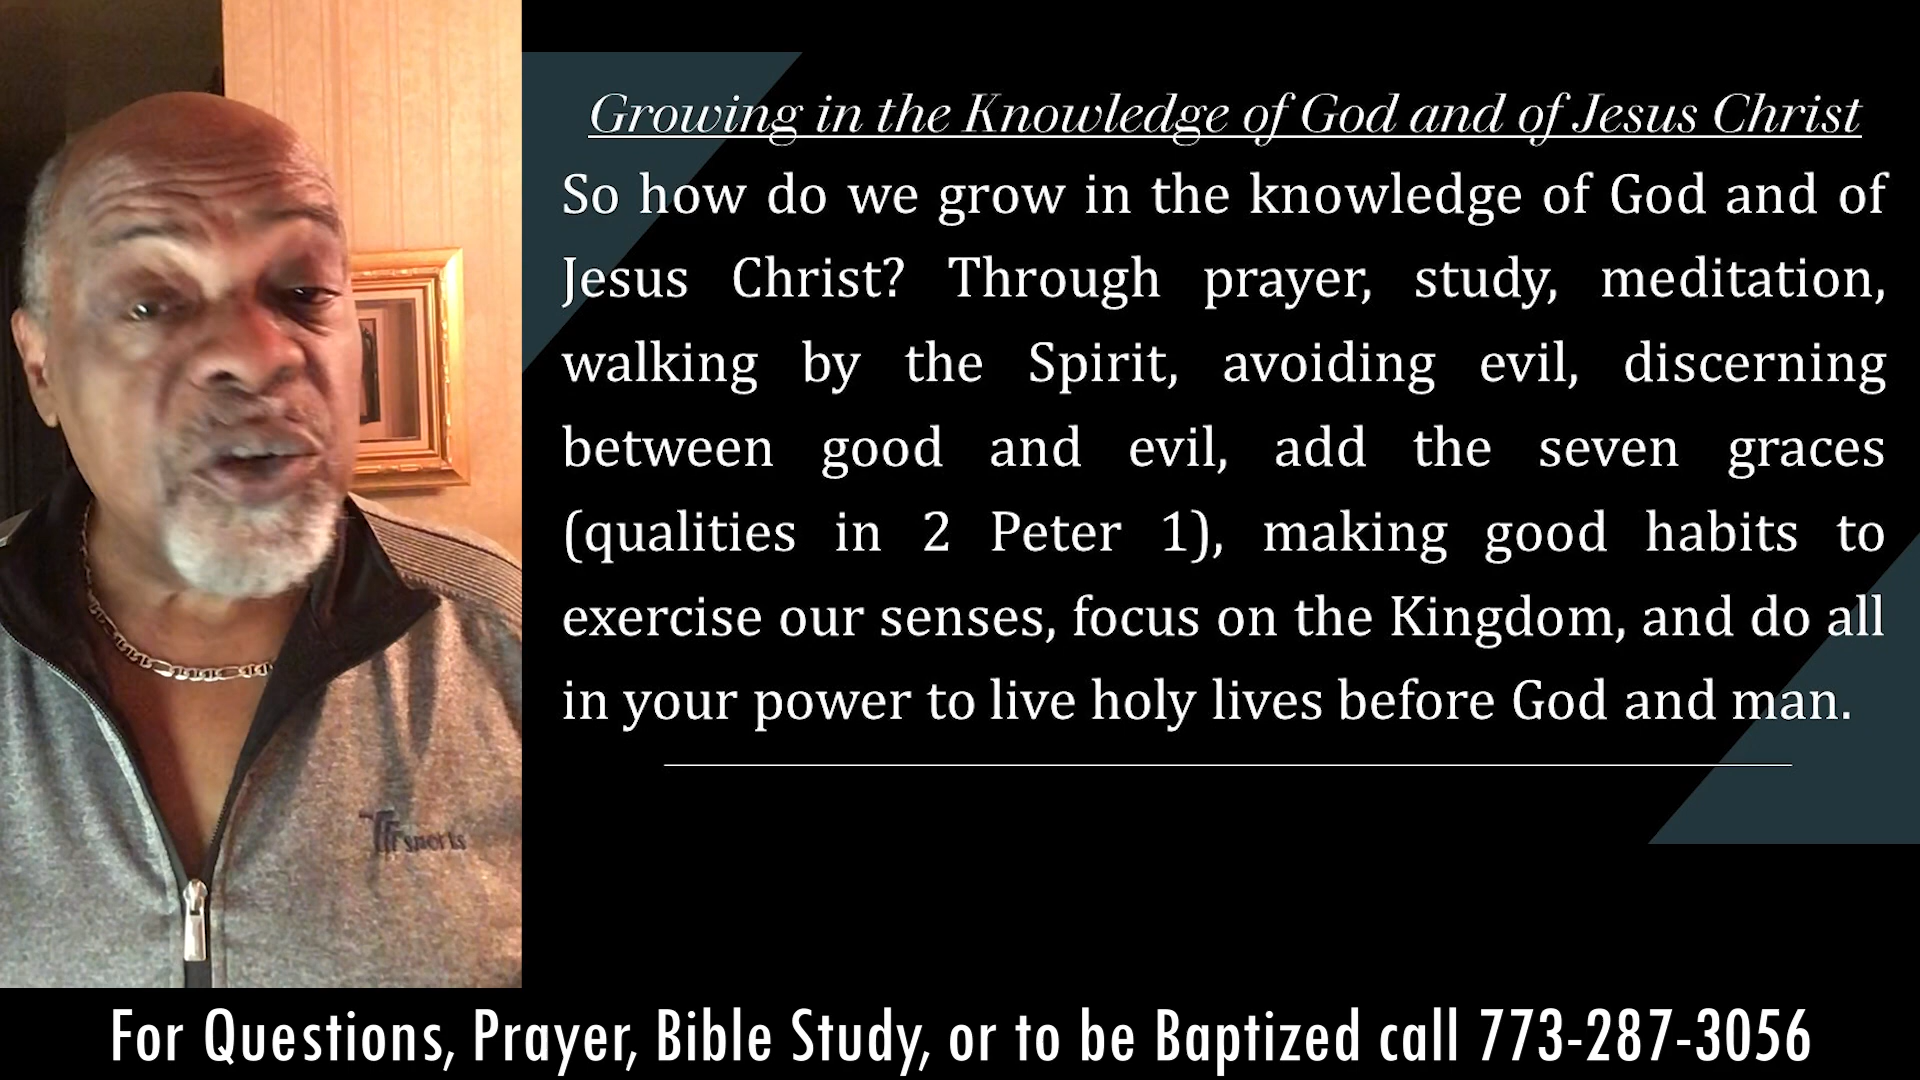 Growing in the Knowledge of God and of Jesus Christ
So how do we grow in the knowledge of God and of
Jesus Christ? Through prayer, study, meditation,
walking by the Spirit, avoiding evil, discerning
between good and evil, add the seven graces
(qualities in 2 Peter 1), making good habits to
exercise our senses, focus on the Kingdom, and do all
in your power to live holy lives before God and man.
sports
For Questions, Prayer, Bible Study, or to be Baptized call 773-287-3056